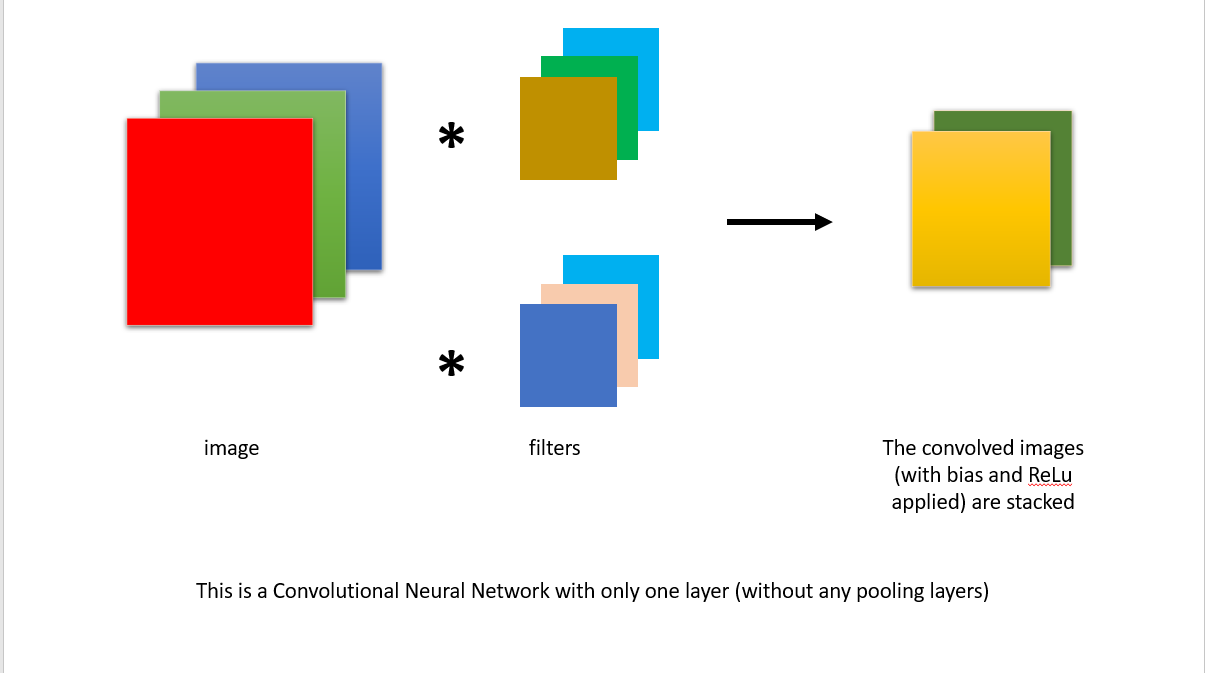 *
*
image
filters
The convolved images
(with bias and ReLu
applied) are stacked
This is a Convolutional Neural Network with only one layer (without any pooling layers)